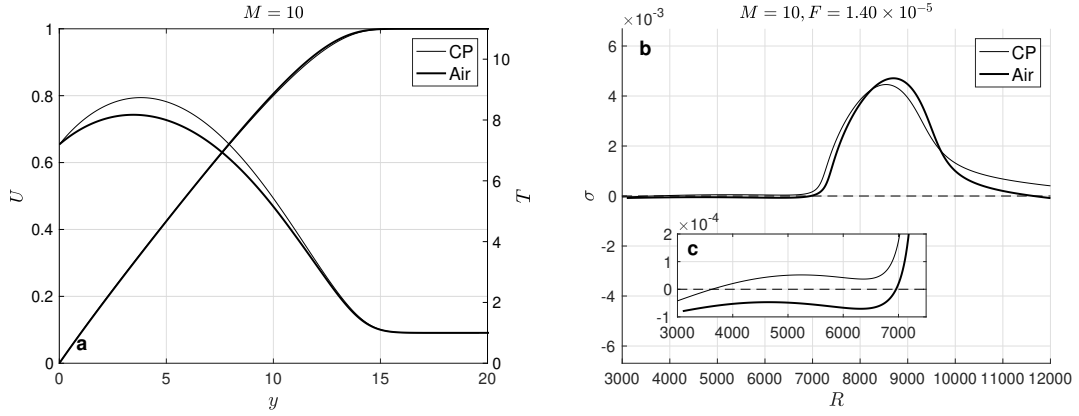 M = 10
1
0.8
0.6
0.4
0.2
0
U
CP
Air
10
8
6
4
2
0
T
a
0 5 10 15 20
y
×10⁻³
M = 10, F = 1.40 × 10⁻⁵
b
CP
Air
6
4
2
0
-2
-4
-6
σ
×10⁻⁴
c
2
1
0
-1
3000 4000 5000 6000 7000
3000 4000 5000 6000 7000 8000 9000 10000 11000 12000
R